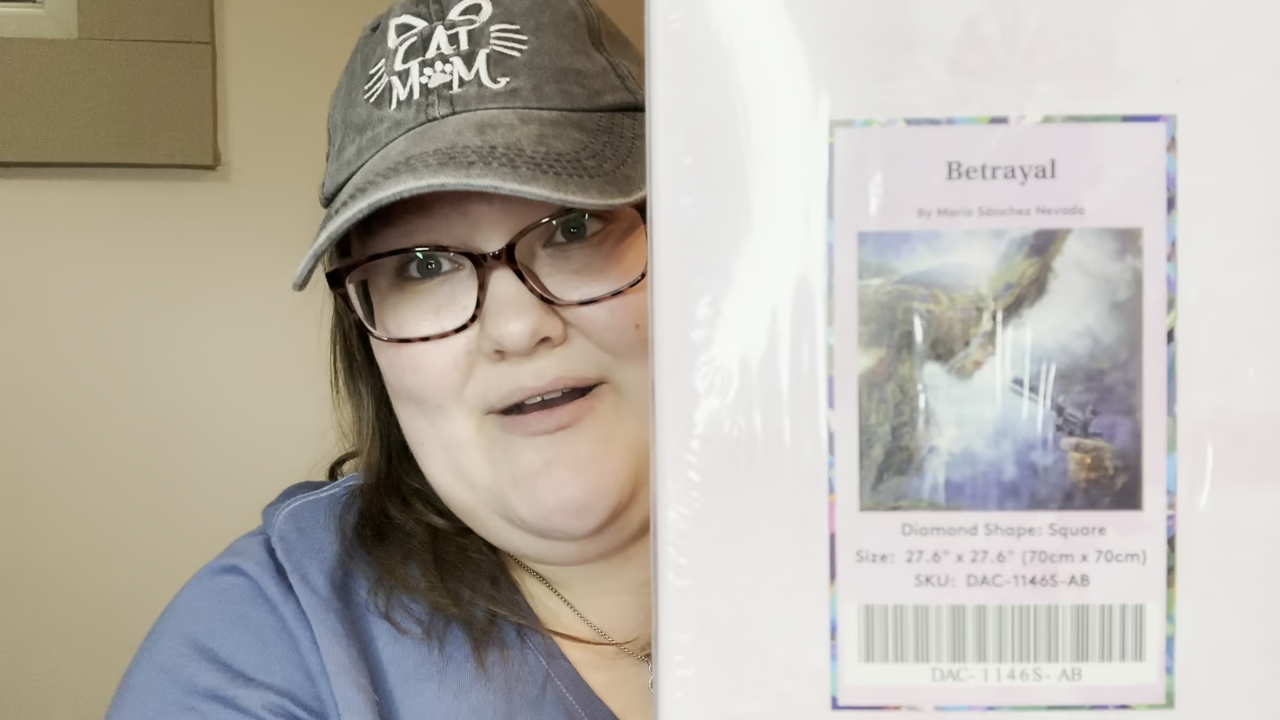 CAT
MOM
Betrayal
By Mario Sánchez Nevado
Diamond Shape: Square
Size: 27.6" x 27.6" (70cm x 70cm)
SKU: DAC-1146S-AB
DAC-1146S-AB